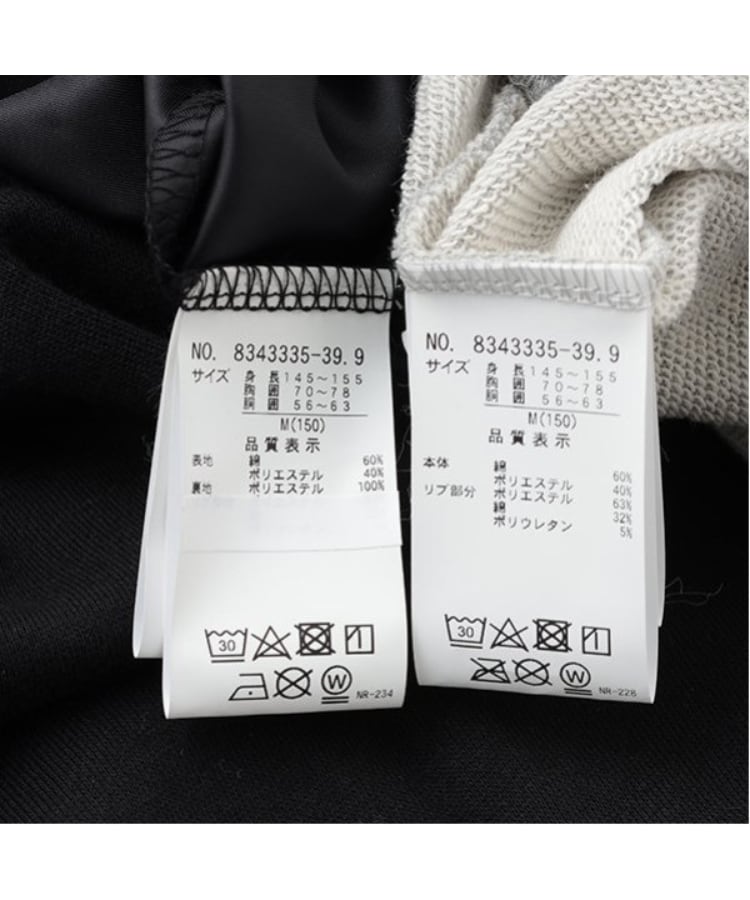 NO. 8343335-39.9
サイズ 身 長 145～155
胸 囲 70～78
胴 囲 56～63
M(150)
品質表示
表地 綿 60%
ポリエステル 40%
裏地 ポリエステル 100%
30
W
NR-234
NO. 8343335-39.9
サイズ 身 長 145～155
胸 囲 70～78
胴 囲 56～63
M(150)
品質表示
本体 綿 60%
ポリエステル 40%
リブ部分 綿 63%
ポリエステル 32%
ポリウレタン 5%
30
W
NR-228